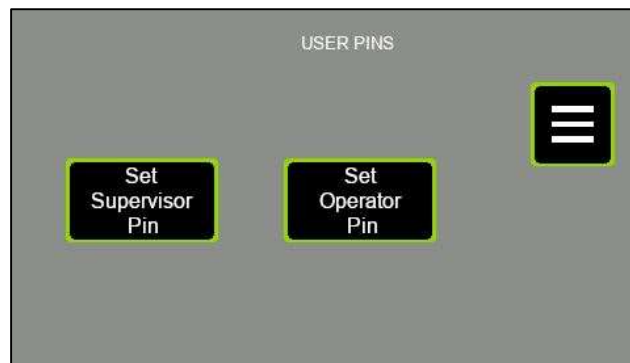 USER PINS
Set
Supervisor
Pin
Set
Operator
Pin